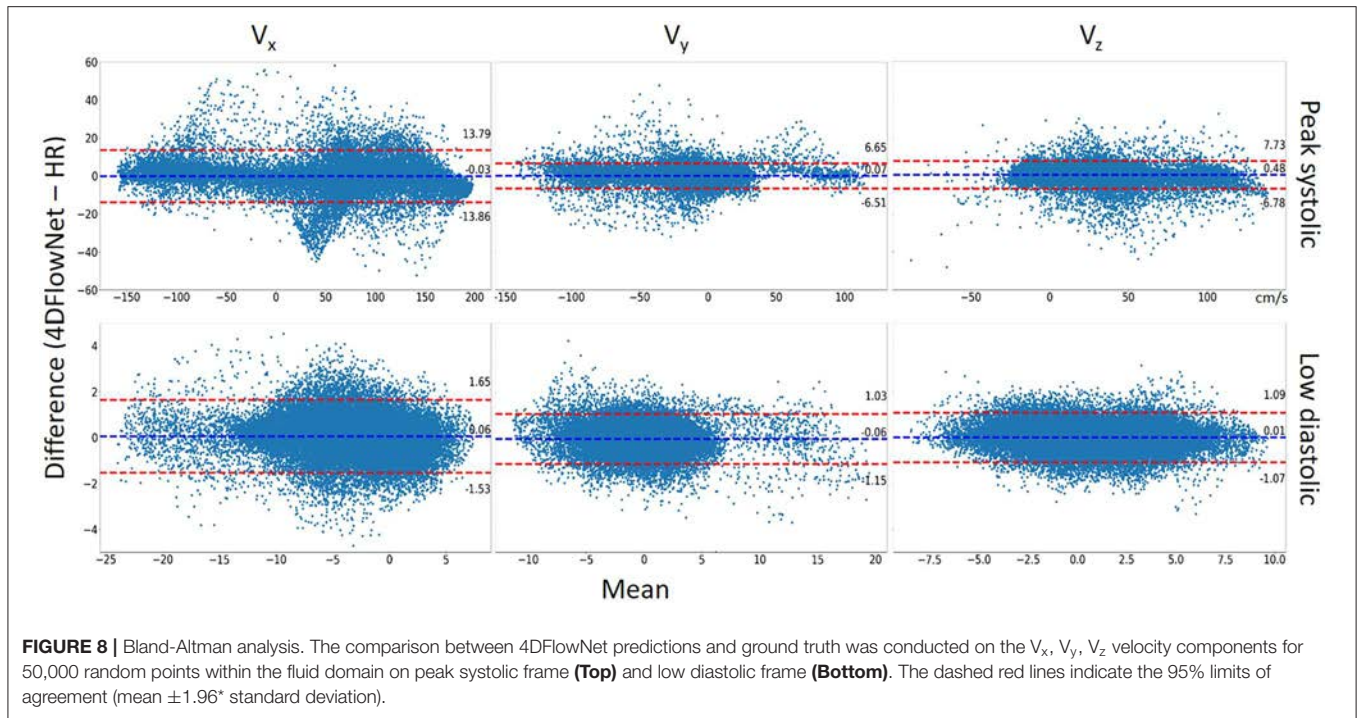 Vx Vy Vz
60
40
20
0
−20
−40
−60
13.79
-0.03
-13.86
−150 −100 −50 0 50 100 150 200
6.65
0.07
-6.51
-150 −100 −50 0 50 100
7.73
0.48
-6.78
−50 0 50 100 cm/s
Peak systolic
Difference (4DFlowNet – HR)
4
2
0
−2
−4
1.65
0.06
-1.53
−25 −20 −15 −10 −5 0 5
1.03
-0.06
-1.15
−10 −5 0 5 10 15 20
1.09
0.01
-1.07
−7.5 −5.0 −2.5 0.0 2.5 5.0 7.5 10.0
Low diastolic
Mean
FIGURE 8 | Bland-Altman analysis. The comparison between 4DFlowNet predictions and ground truth was conducted on the Vx, Vy, Vz velocity components for
50,000 random points within the fluid domain on peak systolic frame (Top) and low diastolic frame (Bottom). The dashed red lines indicate the 95% limits of
agreement (mean ±1.96* standard deviation).